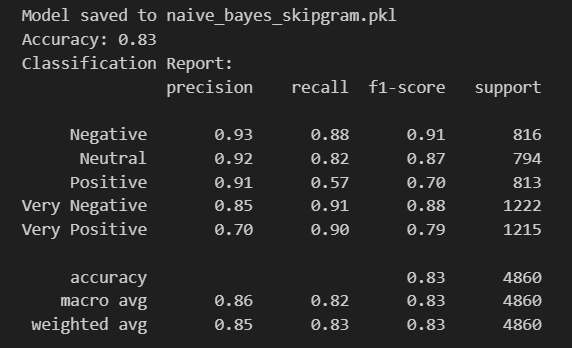 Model saved to naive_bayes_skipgram.pkl
Accuracy: 0.83
Classification Report:
precision recall f1-score support
Negative 0.93 0.88 0.91 816
Neutral 0.92 0.82 0.87 794
Positive 0.91 0.57 0.70 813
Very Negative 0.85 0.91 0.88 1222
Very Positive 0.70 0.90 0.79 1215
accuracy 0.83 4860
macro avg 0.86 0.82 0.83 4860
weighted avg 0.85 0.83 0.83 4860